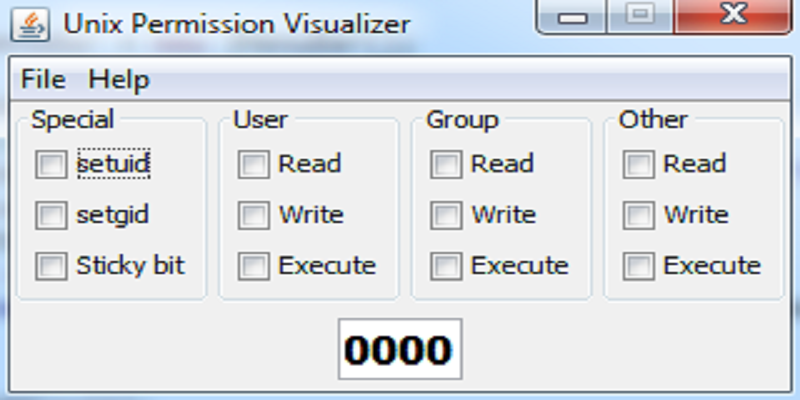 Unix Permission Visualizer
File Help
Special User Group Other
setuid Read Read Read
setgid Write Write Write
Sticky bit Execute Execute Execute
0000